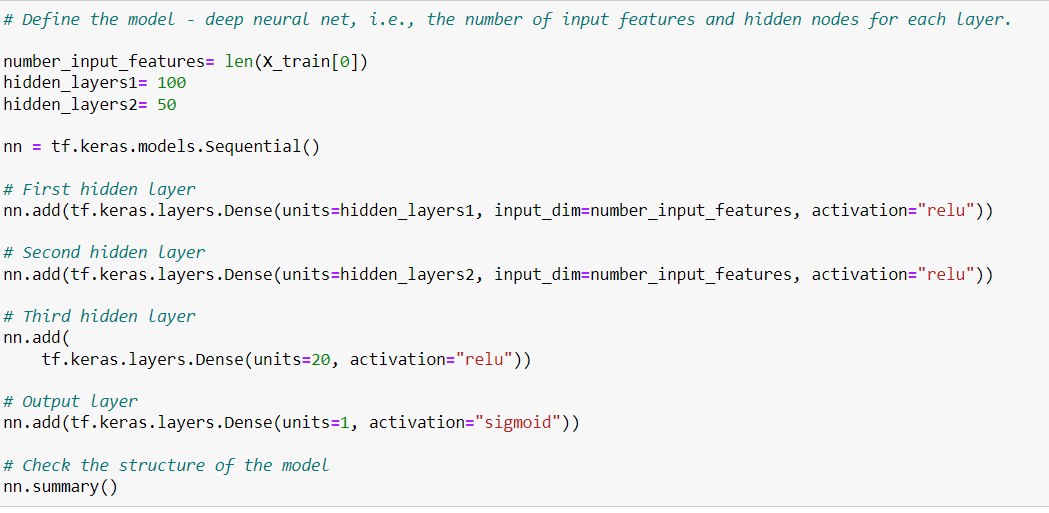 # Define the model - deep neural net, i.e., the number of input features and hidden nodes for each layer.
number_input_features= len(X_train[0])
hidden_layers1= 100
hidden_layers2= 50
nn = tf.keras.models.Sequential()
# First hidden layer
nn.add(tf.keras.layers.Dense(units=hidden_layers1, input_dim=number_input_features, activation="relu"))
# Second hidden layer
nn.add(tf.keras.layers.Dense(units=hidden_layers2, input_dim=number_input_features, activation="relu"))
# Third hidden layer
nn.add(
    tf.keras.layers.Dense(units=20, activation="relu"))
# Output layer
nn.add(tf.keras.layers.Dense(units=1, activation="sigmoid"))
# Check the structure of the model
nn.summary()